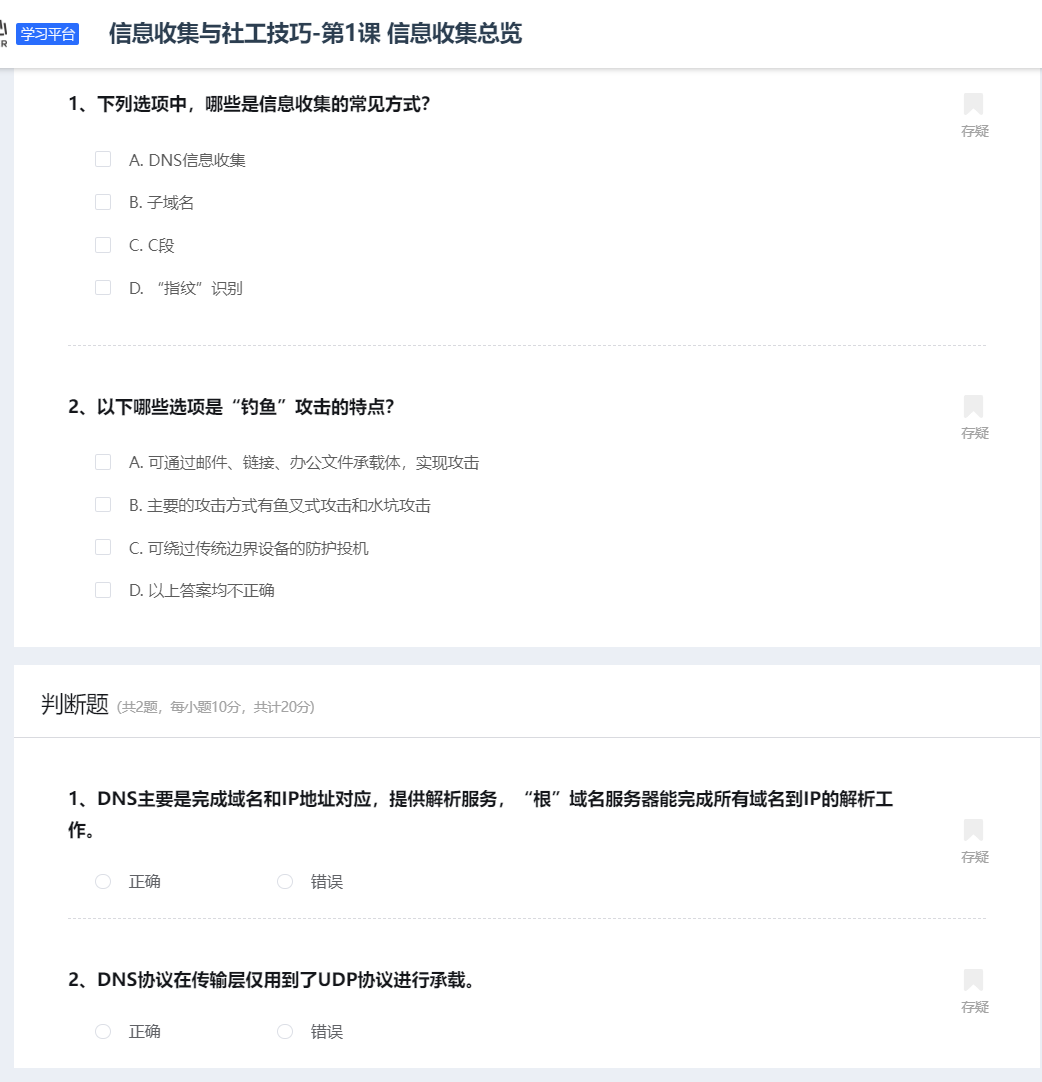 学习平台 信息收集与社工技巧-第1课 信息收集总览
1、下列选项中，哪些是信息收集的常见方式？
存疑
A. DNS信息收集
B. 子域名
C. C段
D. “指纹”识别
2、以下哪些选项是“钓鱼”攻击的特点？
存疑
A. 可通过邮件、链接、办公文件承载体，实现攻击
B. 主要的攻击方式有鱼叉式攻击和水坑攻击
C. 可绕过传统边界设备的防护投机
D. 以上答案均不正确
判断题 (共2题，每小题10分，共计20分)
1、DNS主要是完成域名和IP地址对应，提供解析服务，“根”域名服务器能完成所有域名到IP的解析工
作。
存疑
正确 错误
2、DNS协议在传输层仅用到了UDP协议进行承载。
存疑
正确 错误